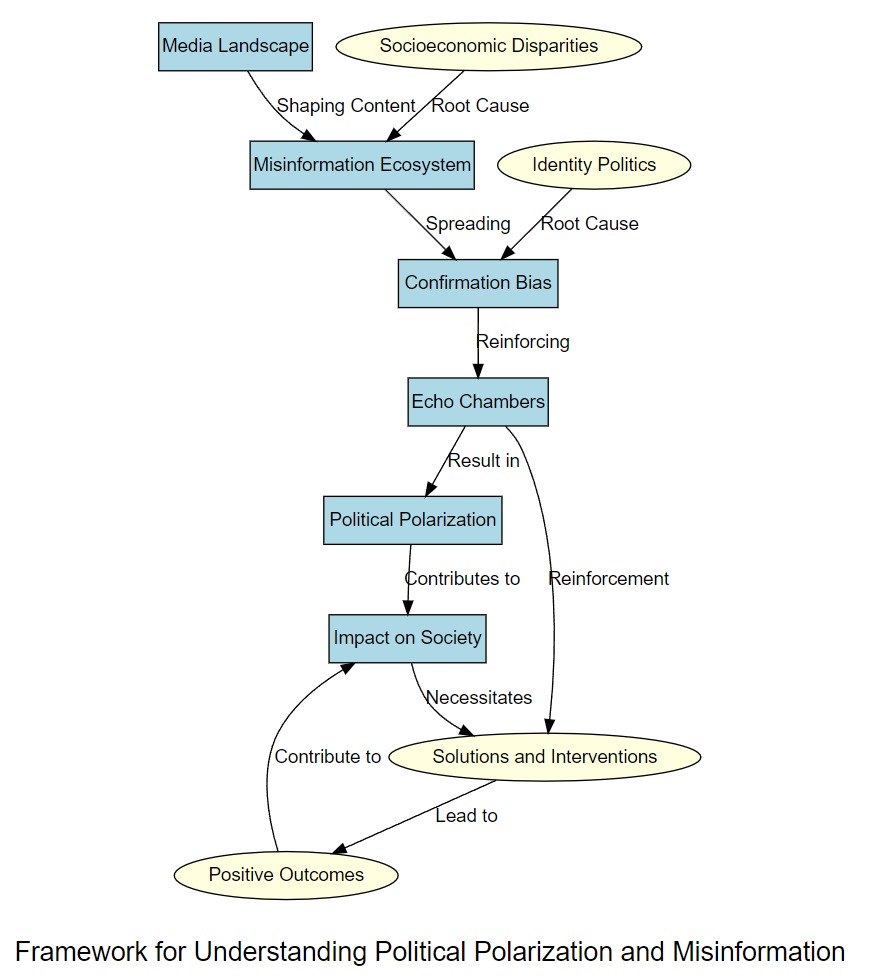 Media Landscape
Socioeconomic Disparities
Shaping Content
Root Cause
Misinformation Ecosystem
Identity Politics
Spreading
Root Cause
Confirmation Bias
Reinforcing
Echo Chambers
Result in
Political Polarization
Contributes to
Reinforcement
Impact on Society
Necessitates
Contribute to
Solutions and Interventions
Lead to
Positive Outcomes
Framework for Understanding Political Polarization and Misinformation